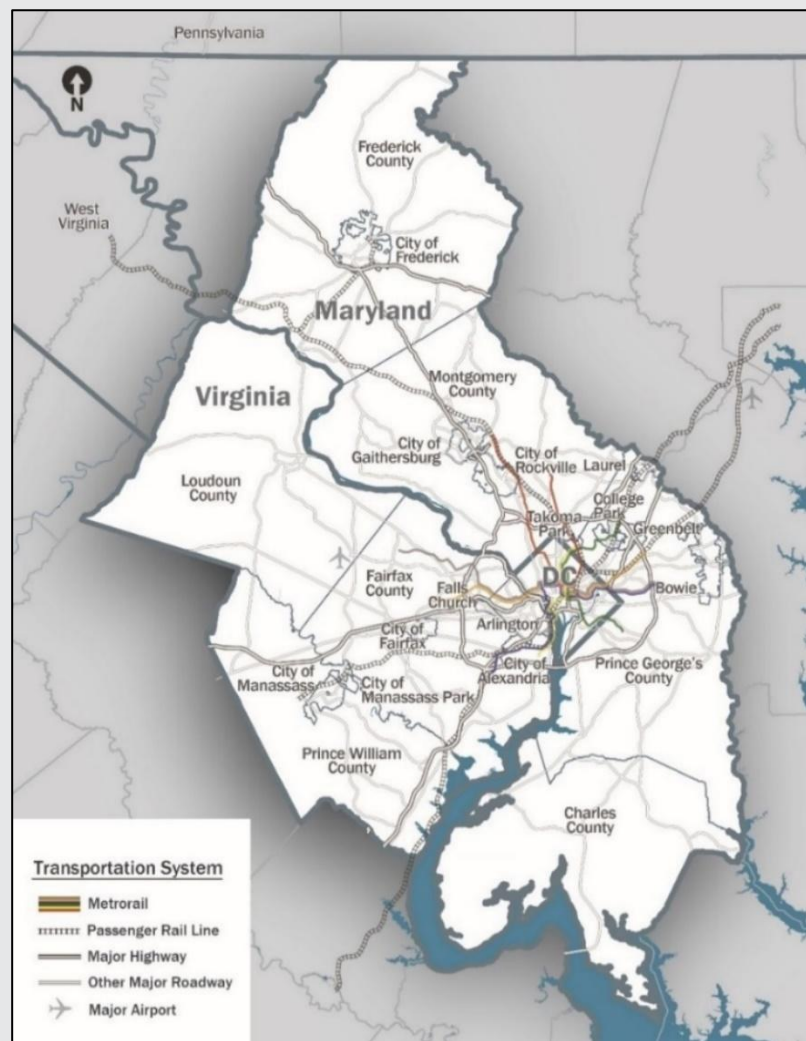 Pennsylvania
N
Frederick
County
West
Virginia
City of
Frederick
Maryland
Virginia
Montgomery
County
City of
Gaithersburg
City of
Rockville
Laurel
Loudoun
County
College
Park
Takoma
Park
Greenbelt
DC
Fairfax
County
Falls
Church
Bowie
Arlington
City of
Fairfax
City of
Alexandria
Prince George's
County
City of
Manassass
City of
Manassass Park
Prince William
County
Charles
County
Transportation System
Metrorail
Passenger Rail Line
Major Highway
Other Major Roadway
Major Airport